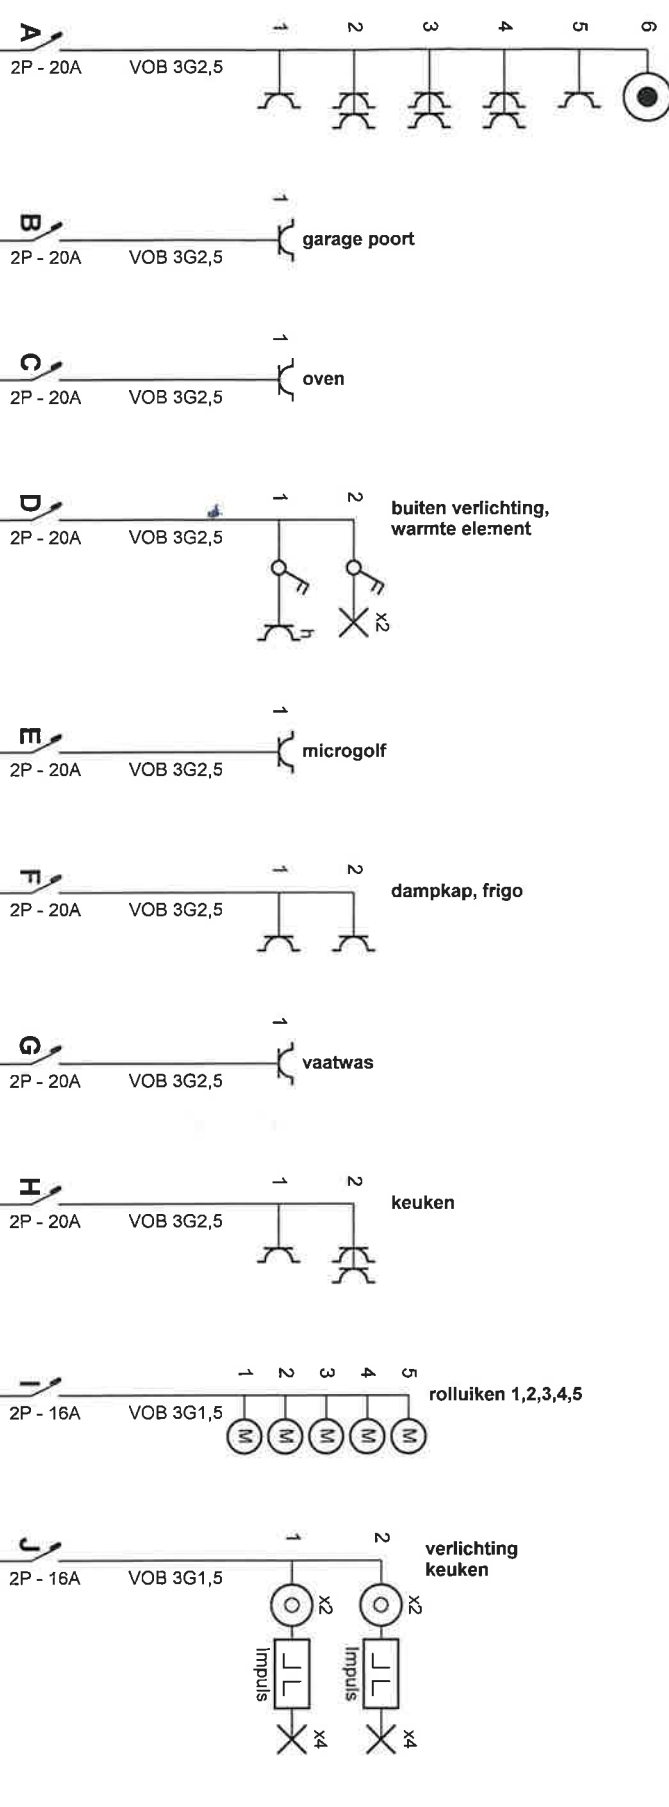 A
1 2 3 4 5 6
2P - 20A VOB 3G2,5
B
1
garage poort
2P - 20A VOB 3G2,5
C
1
oven
2P - 20A VOB 3G2,5
D
1 2
buiten verlichting,
warmte element
2P - 20A VOB 3G2,5
h
x2
E
1
microgolf
2P - 20A VOB 3G2,5
F
1 2
dampkap, frigo
2P - 20A VOB 3G2,5
G
1
vaatwas
2P - 20A VOB 3G2,5
H
1 2
keuken
2P - 20A VOB 3G2,5
I
1 2 3 4 5
rolluiken 1,2,3,4,5
2P - 16A VOB 3G1,5
M M M M M
J
1 2
verlichting
keuken
2P - 16A VOB 3G1,5
x2 x2
Impuls Impuls
x4 x4